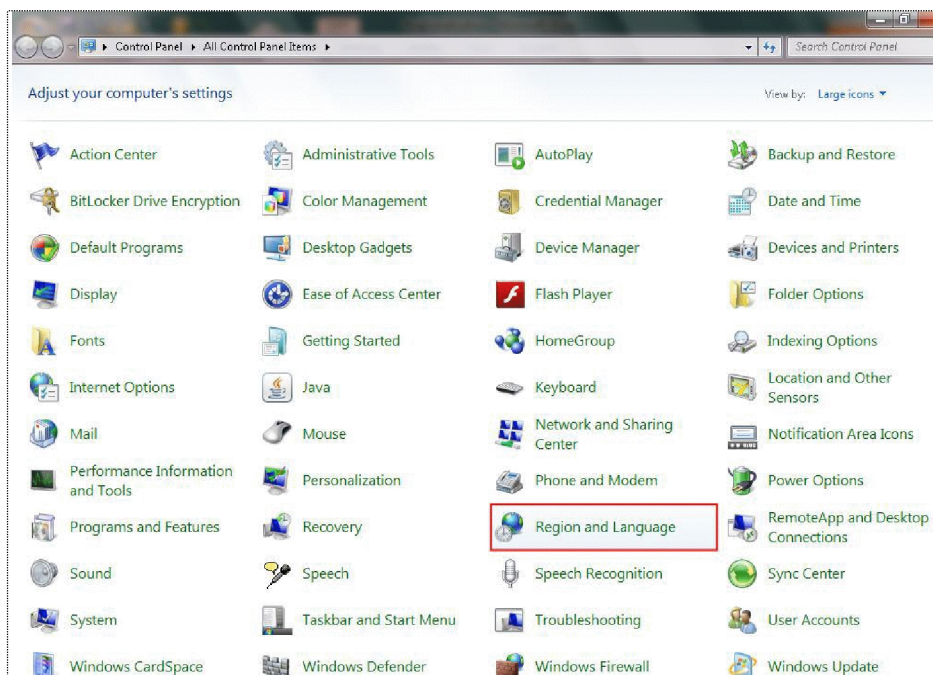 Control Panel All Control Panel Items Search Control Panel
Adjust your computer's settings View by: Large icons
Action Center Administrative Tools AutoPlay Backup and Restore
BitLocker Drive Encryption Color Management Credential Manager Date and Time
Default Programs Desktop Gadgets Device Manager Devices and Printers
Display Ease of Access Center Flash Player Folder Options
Fonts Getting Started HomeGroup Indexing Options
Internet Options Java Keyboard Location and Other
Sensors
Mail Mouse Network and Sharing
Center Notification Area Icons
Performance Information
and Tools Personalization Phone and Modem Power Options
Programs and Features Recovery Region and Language RemoteApp and Desktop
Connections
Sound Speech Speech Recognition Sync Center
System Taskbar and Start Menu Troubleshooting User Accounts
Windows CardSpace Windows Defender Windows Firewall Windows Update